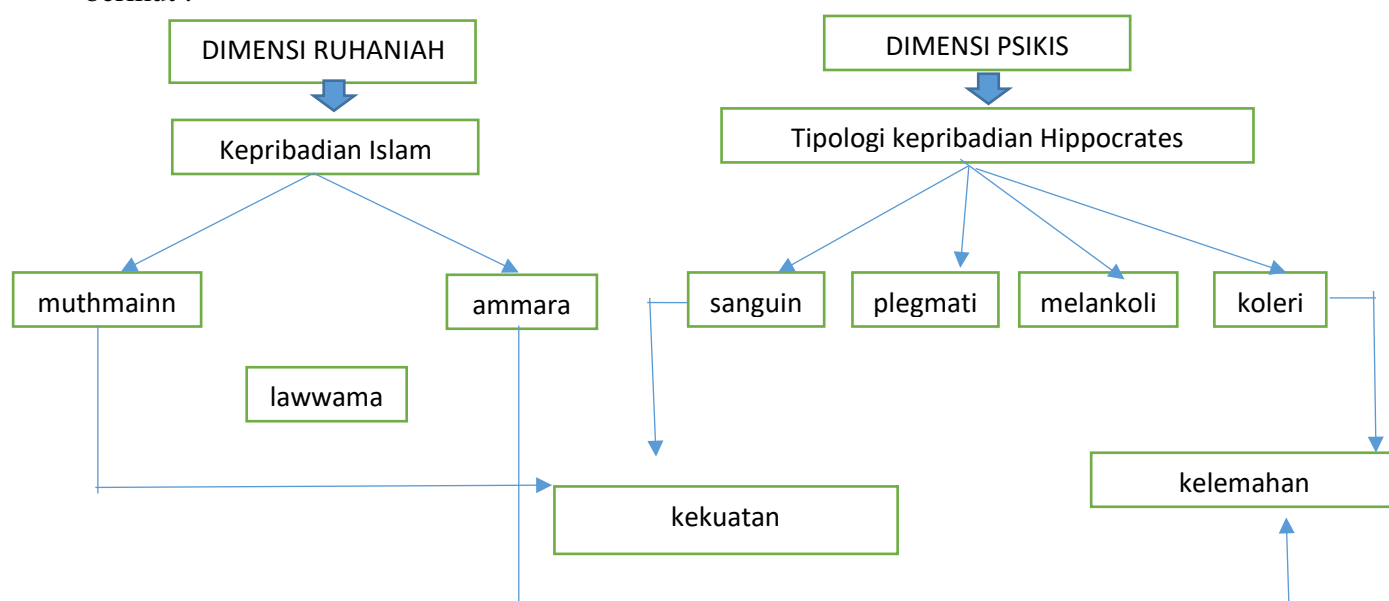 DIMENSI RUHANIAH
DIMENSI PSIKIS
Kepribadian Islam
Tipologi kepribadian Hippocrates
muthmainn
ammara
sanguin
plegmati
melankoli
koleri
lawwama
kelemahan
kekuatan